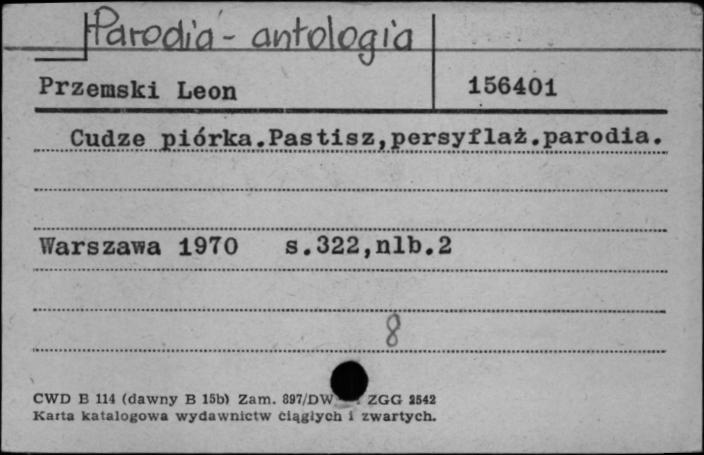 Parodia - antologia
Przemski Leon 156401
Cudze piórka.Pastisz,persyflaż.parodia.
Warszawa 1970 s.322,nlb.2
8
CWD B 114 (dawny B 15b) Zam. 897/DW ZGG 2542
Karta katalogowa wydawnictw ciągłych i zwartych.